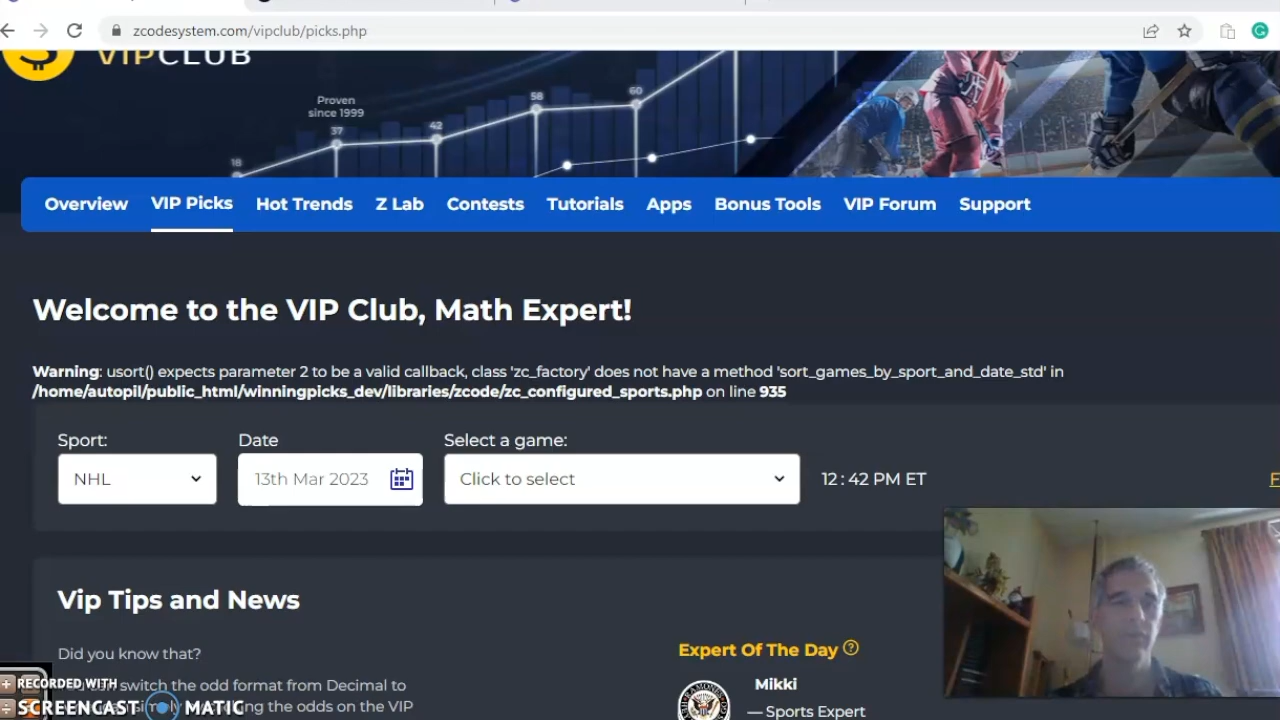 zcodesystem.com/vipclub/picks.php
VIPCLUB
Proven
since 1999
18
37
42
58
60
Overview VIP Picks Hot Trends Z Lab Contests Tutorials Apps Bonus Tools VIP Forum Support
Welcome to the VIP Club, Math Expert!
Warning: usort() expects parameter 2 to be a valid callback, class 'zc_factory' does not have a method 'sort_games_by_sport_and_date_std' in
/home/autopil/public_html/winningpicks_dev/libraries/zcode/zc_configured_sports.php on line 935
Sport: Date Select a game:
NHL 13th Mar 2023 Click to select 12:42 PM ET
Vip Tips and News
Did you know that?
Expert Of The Day ?
switch the odd format from Decimal to
the odds on the VIP
Mikki
— Sports Expert
RECORDED WITH
SCREENCAST MATIC